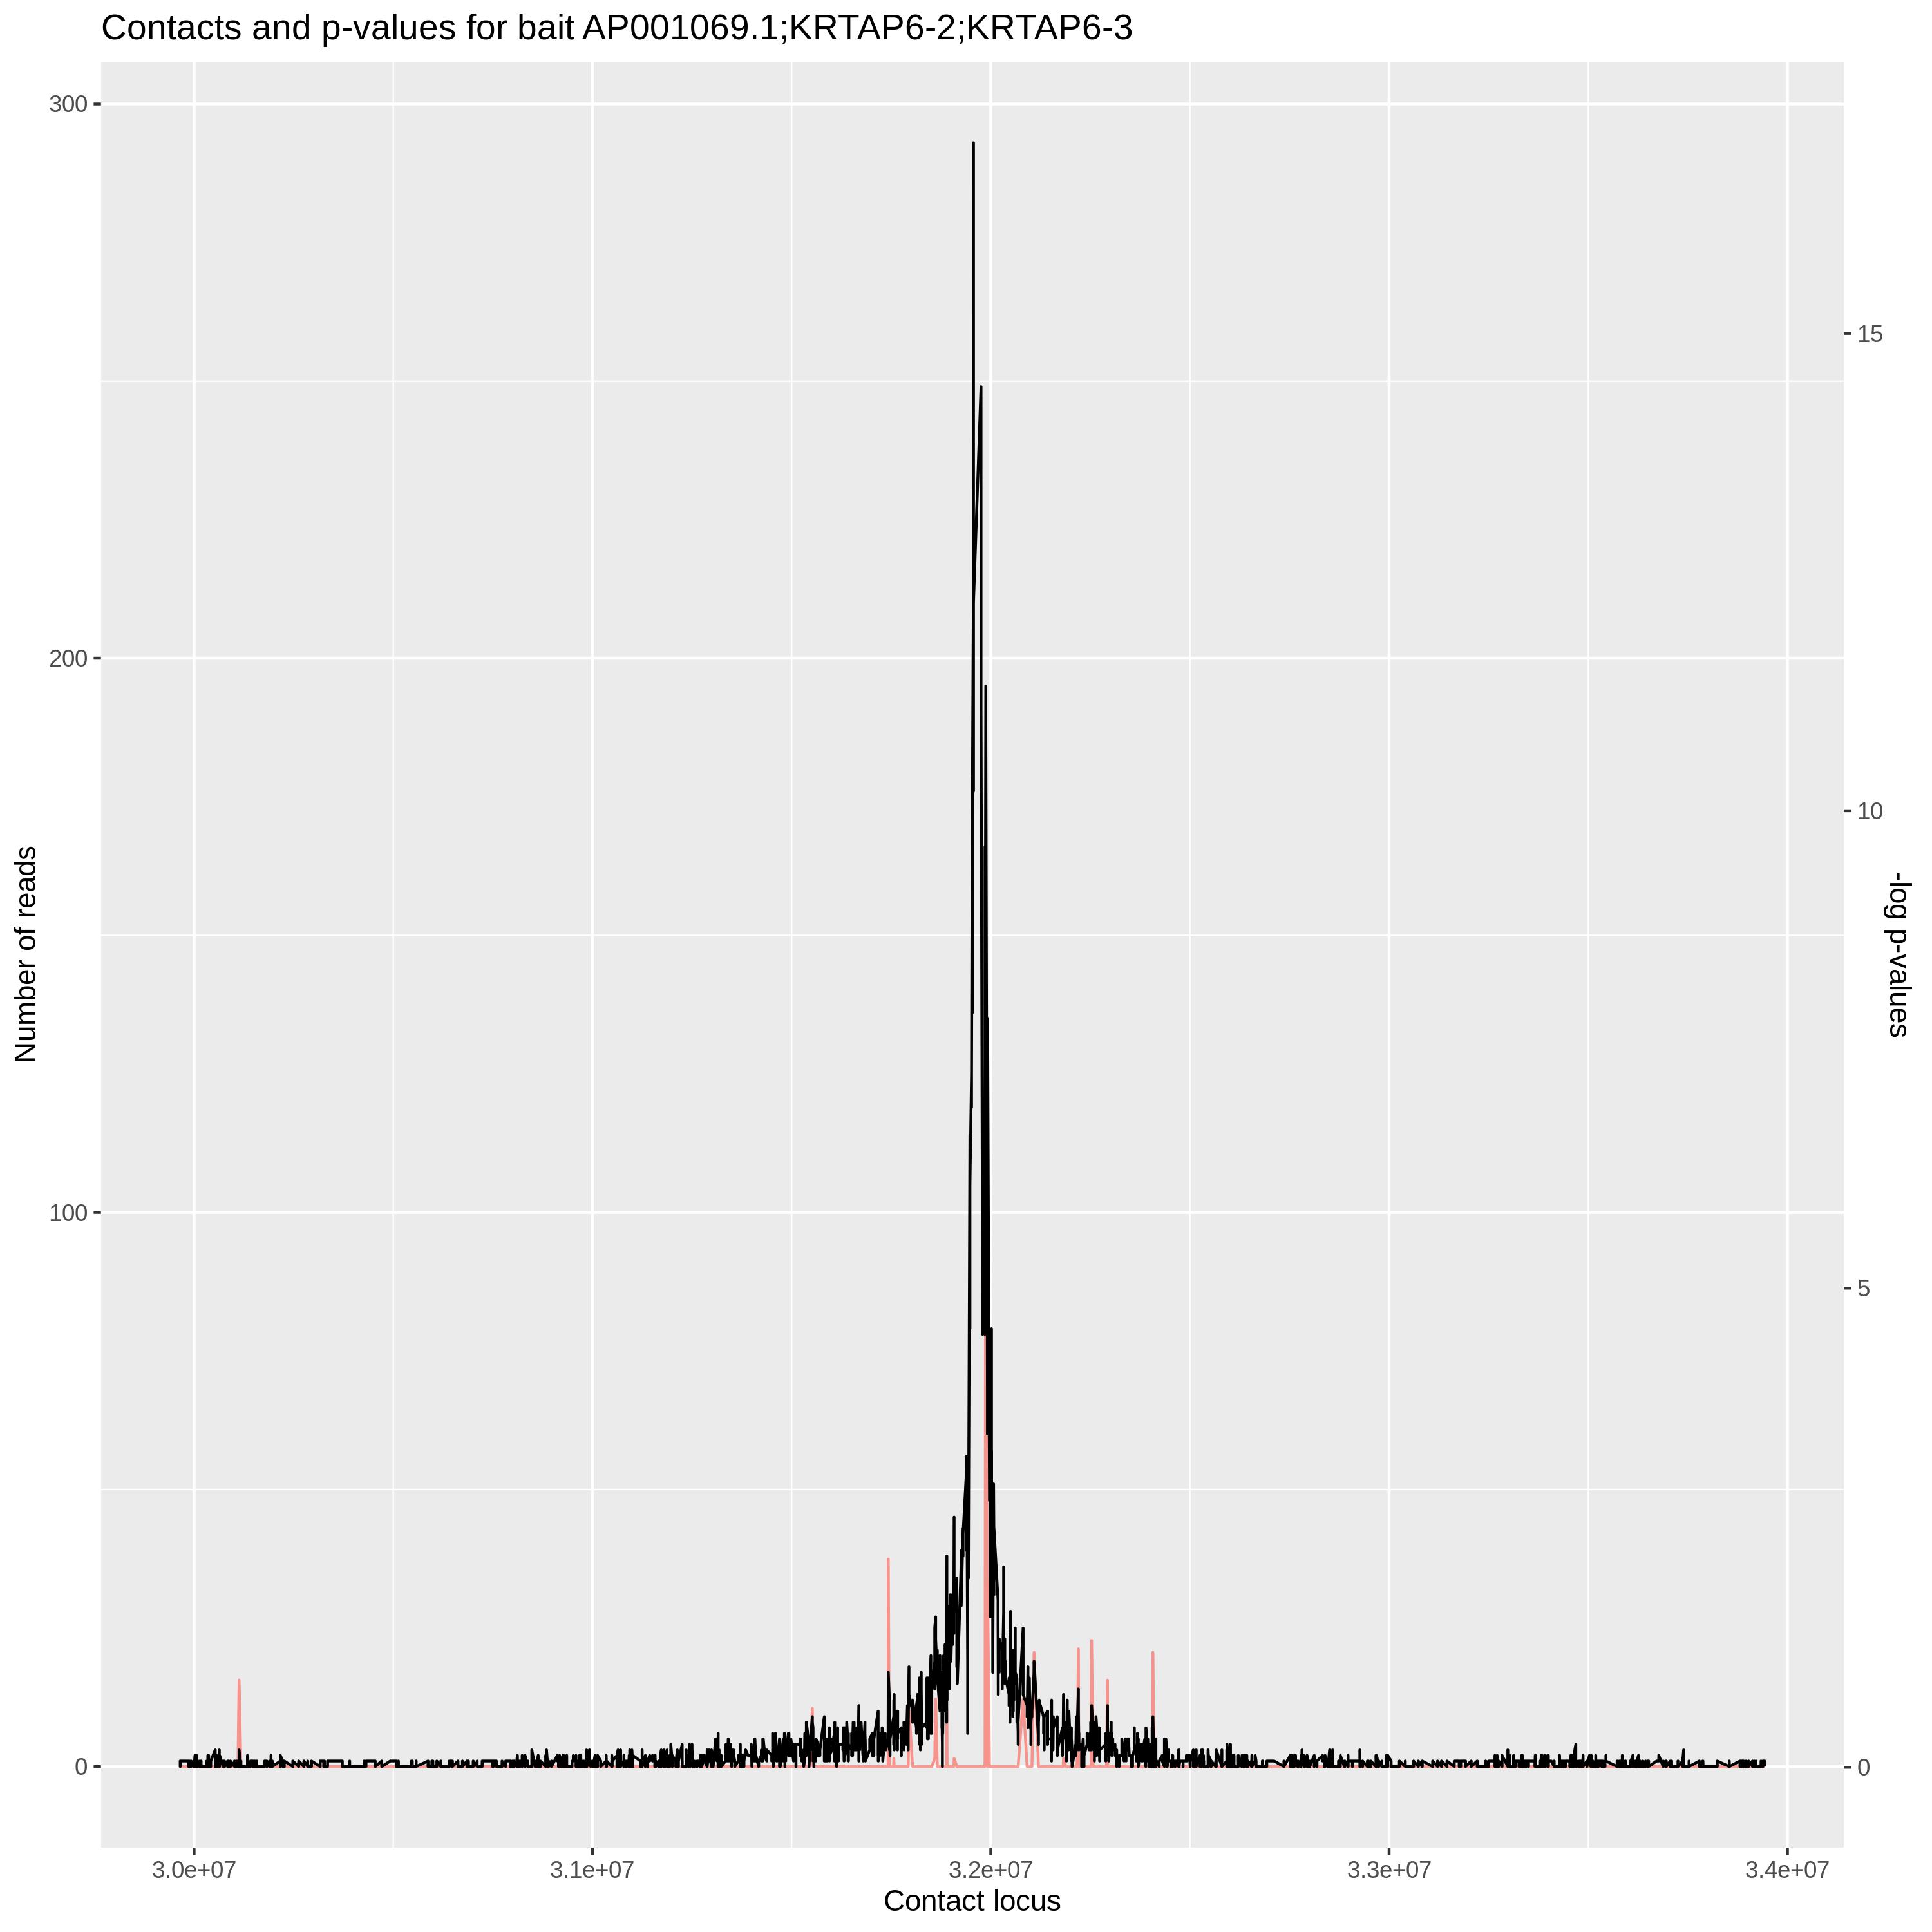 Contacts and p-values for bait AP001069.1;KRTAP6-2;KRTAP6-3
300
200
100
0
Number of reads
15
10
5
0
-log p-values
3.0e+07
3.1e+07
3.2e+07
3.3e+07
3.4e+07
Contact locus